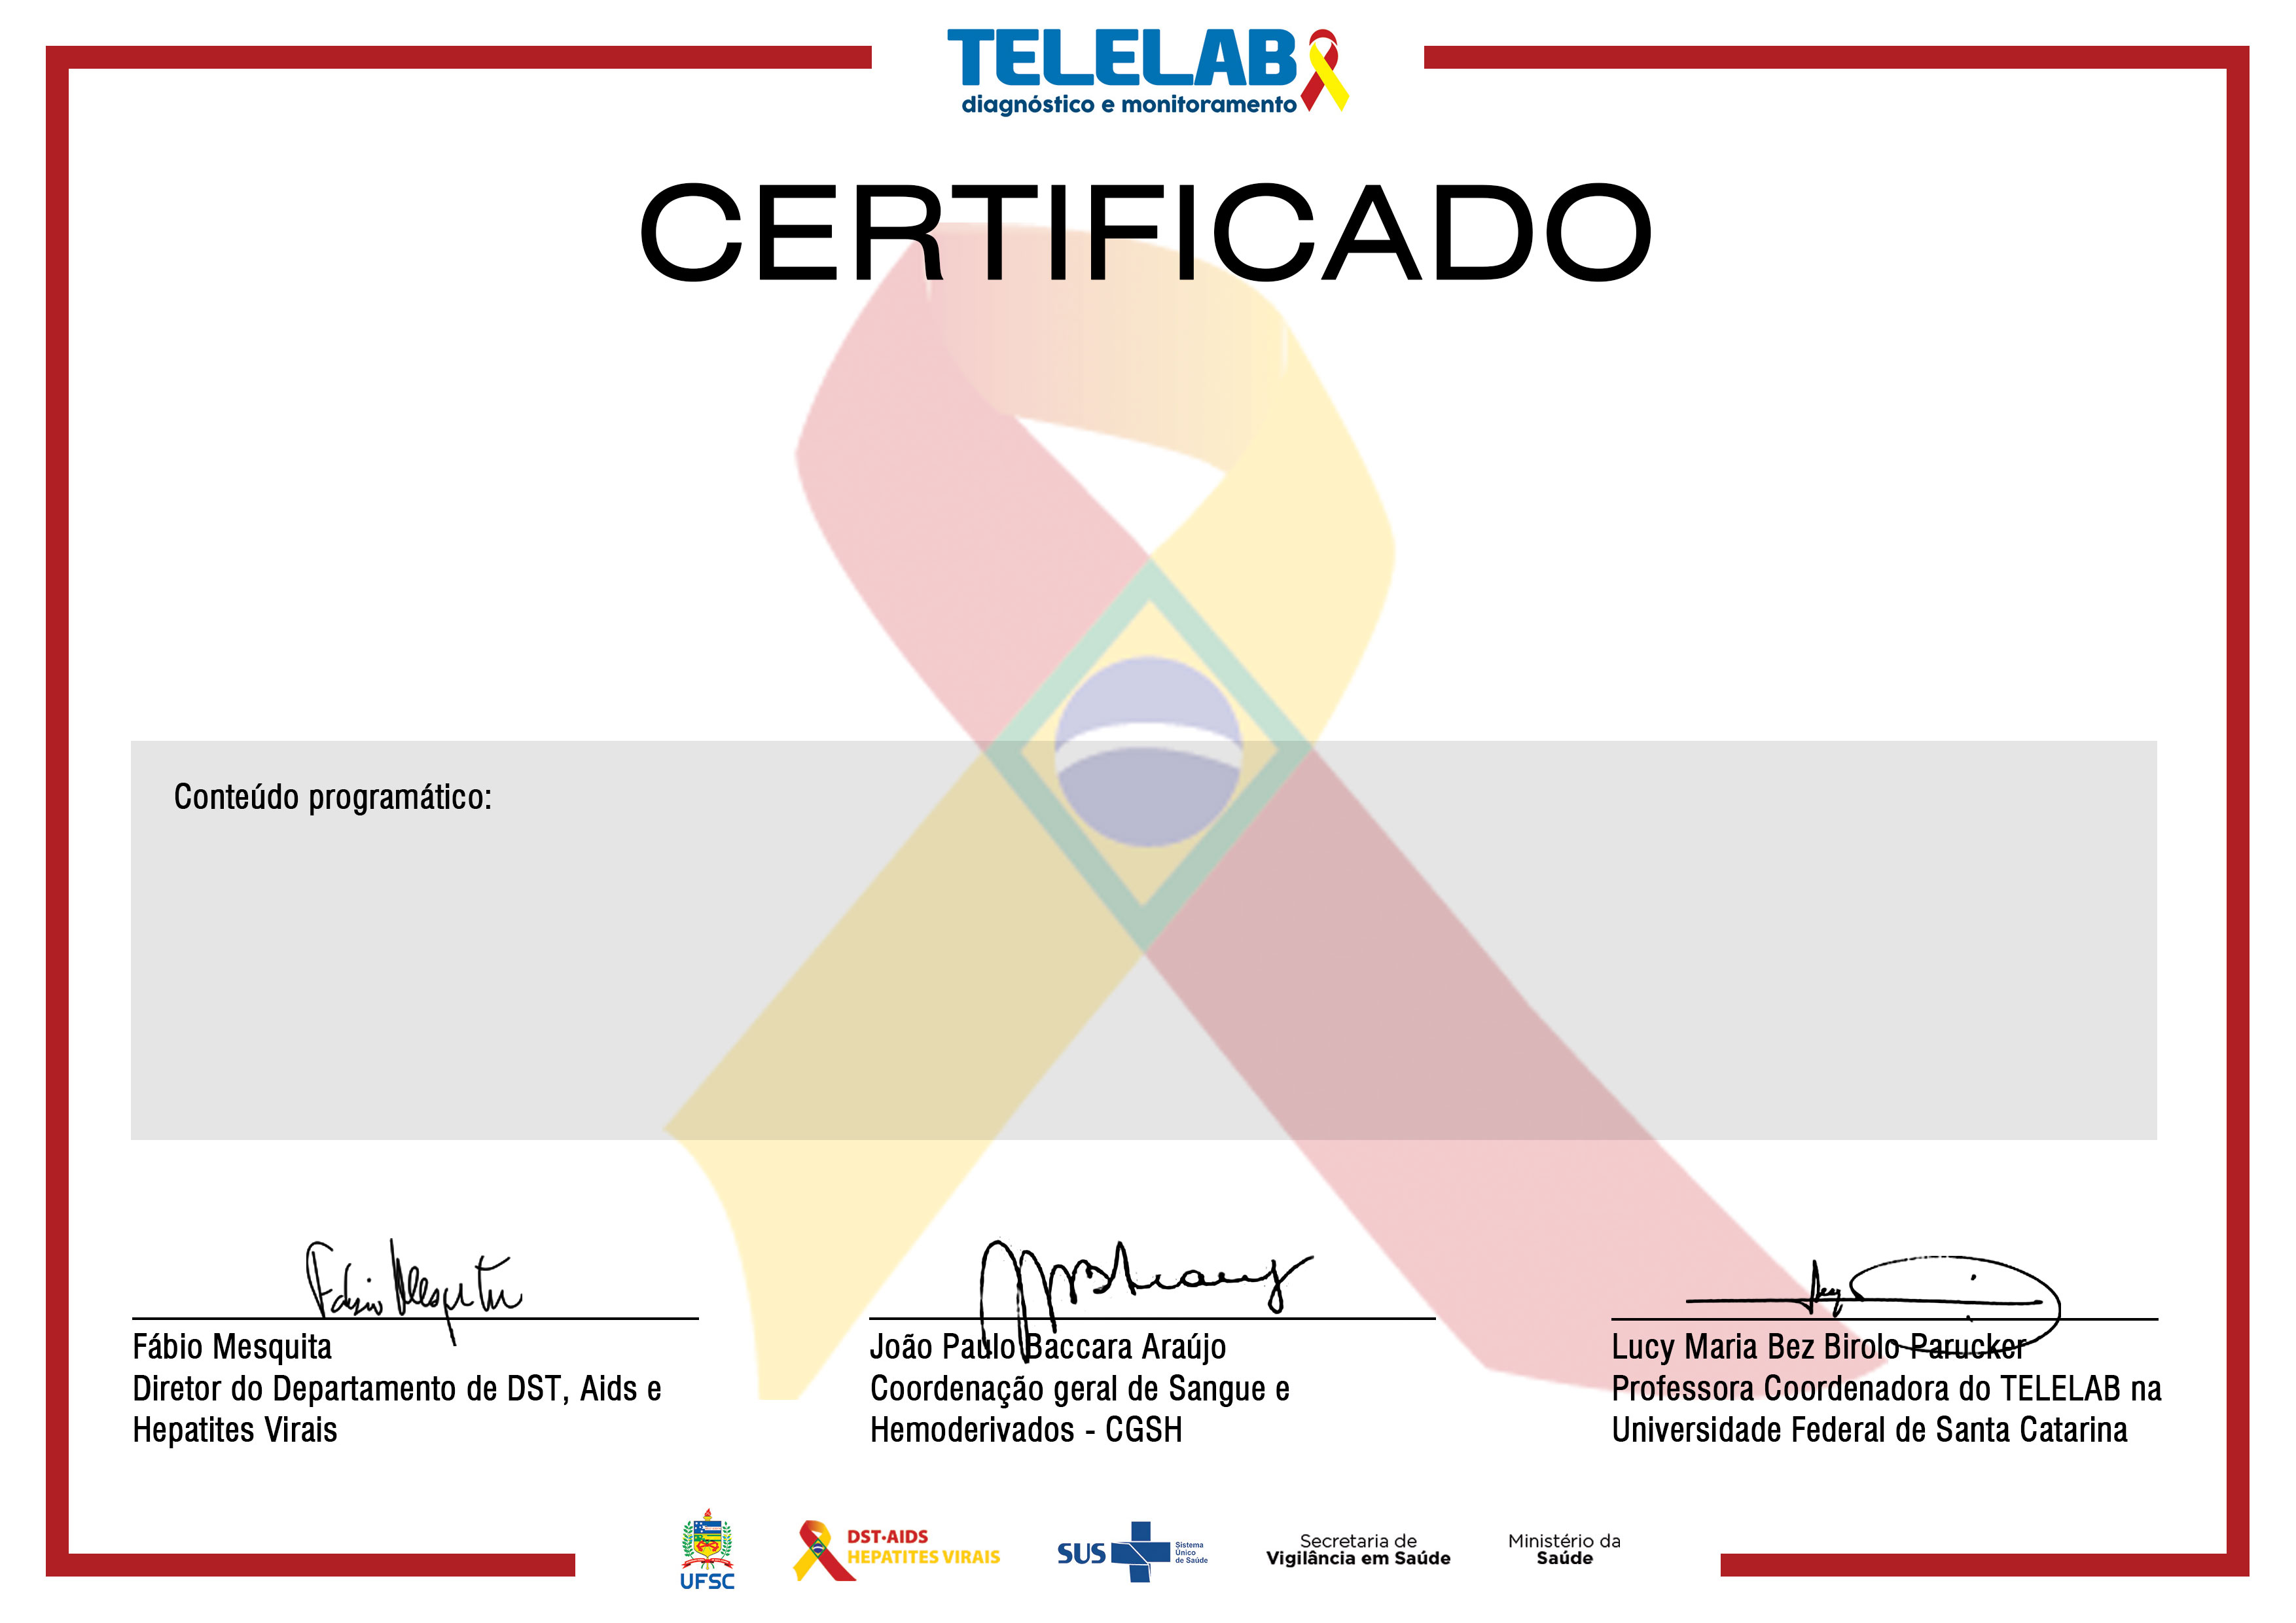 TELELAB
diagnóstico e monitoramento
CERTIFICADO
Conteúdo programático:
Fábio Mesquita
Fábio Mesquita
Diretor do Departamento de DST, Aids e
Hepatites Virais
João Paulo Baccara Araújo
Coordenação geral de Sangue e
Hemoderivados - CGSH
Lucy Maria Bez Birolo Parucker
Professora Coordenadora do TELELAB na
Universidade Federal de Santa Catarina
UFSC
DST·AIDS
HEPATITES VIRAIS
SUS
Sistema
Único
de Saúde
Secretaria de
Vigilância em Saúde
Ministério da
Saúde